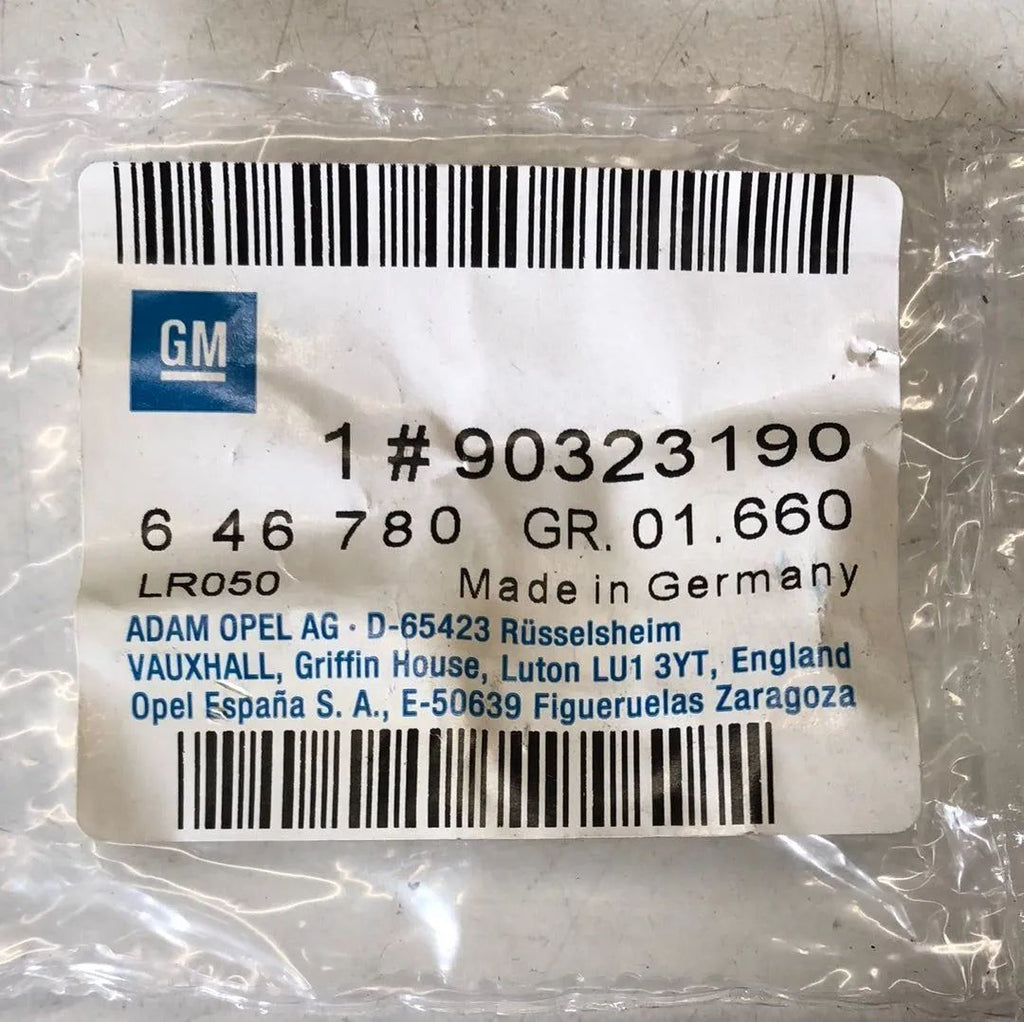 GM
1 # 90323190
6 46 780 GR. 01.660
LR050 Made in Germany
ADAM OPEL AG · D-65423 Rüsselsheim
VAUXHALL, Griffin House, Luton LU1 3YT, England
Opel España S. A., E-50639 Figueruelas Zaragoza